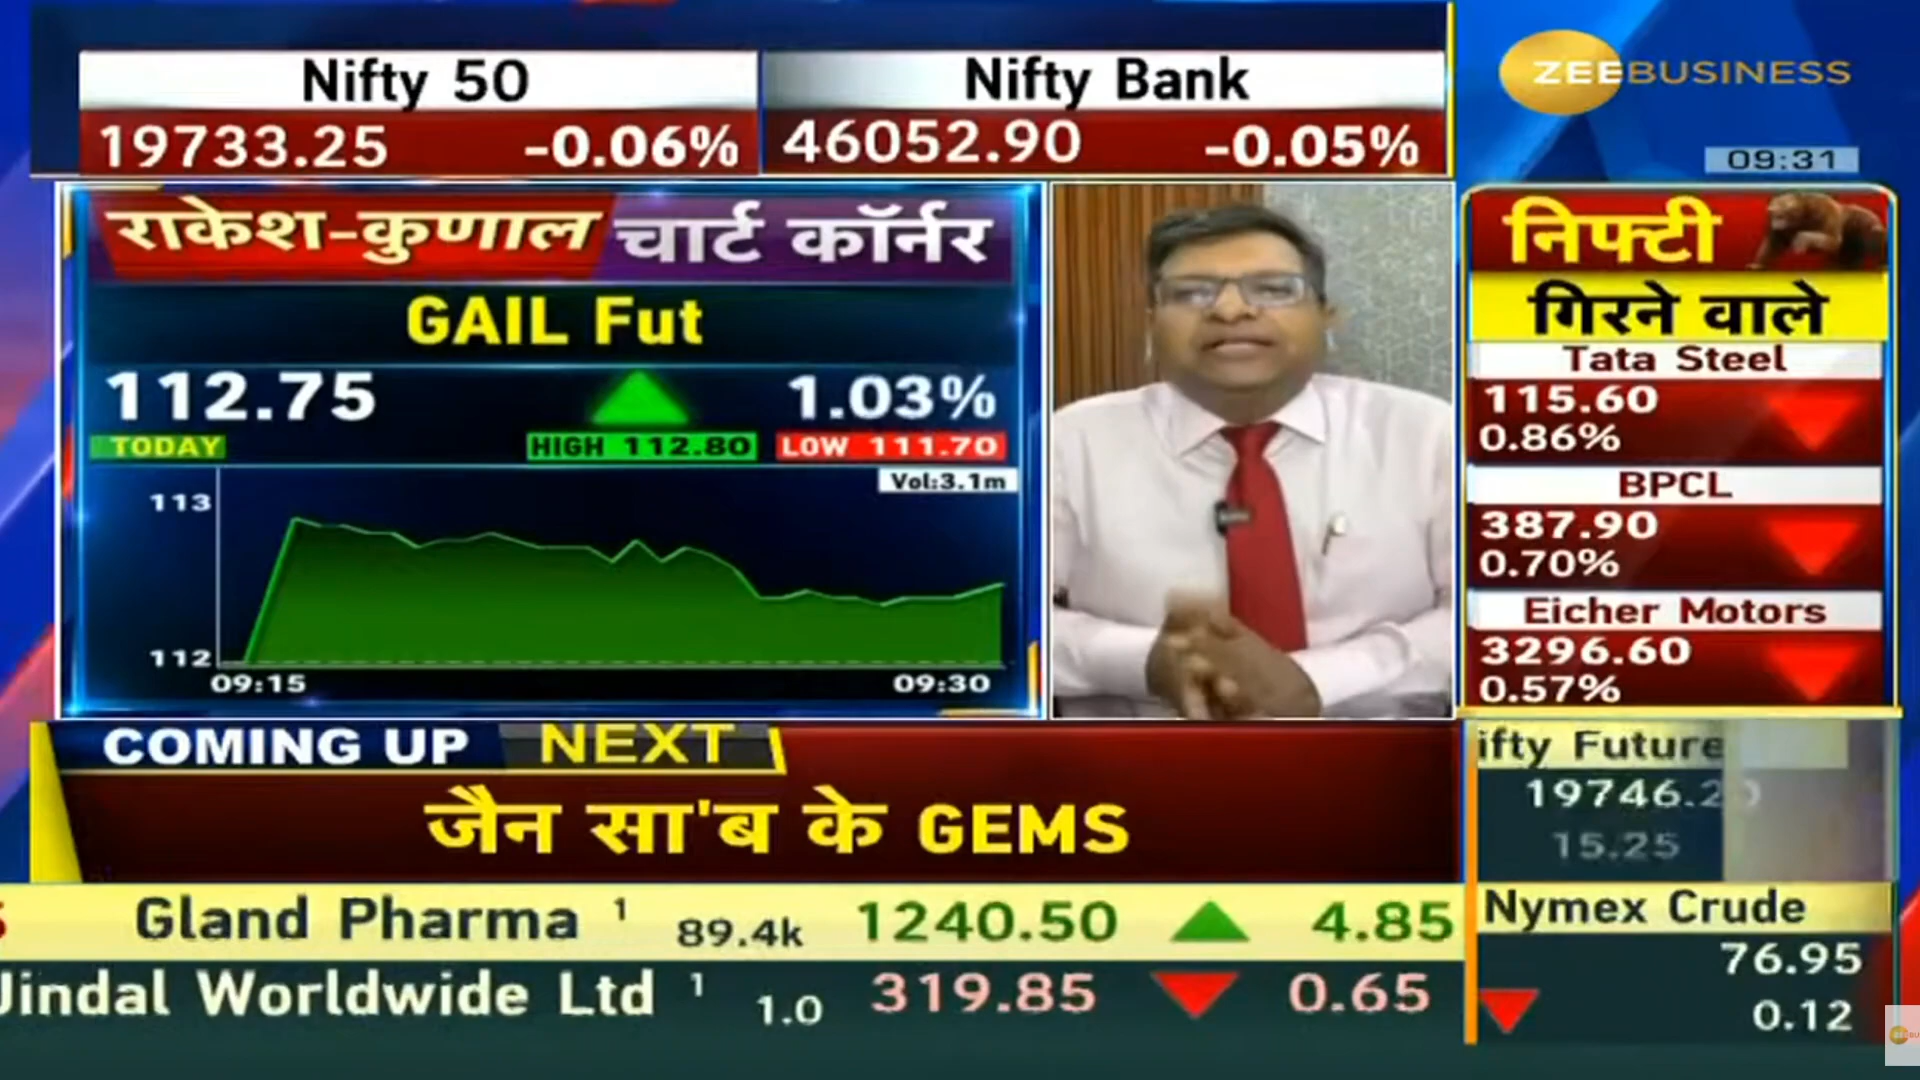 Nifty 50
19733.25 -0.06%
Nifty Bank
46052.90 -0.05%
ZEEBUSINESS
09:31
राकेश-कुणाल चार्ट कॉर्नर
GAIL Fut
112.75 1.03%
TODAY HIGH 112.80 LOW 111.70
Vol:3.1m
113
112
09:15 09:30
निफ्टी
गिरने वाले
Tata Steel
115.60
0.86%
BPCL
387.90
0.70%
Eicher Motors
3296.60
0.57%
COMING UP NEXT
जैन सा'ब के GEMS
ifty Future
19746.20
15.25
Nymex Crude
76.95
0.12
Gland Pharma 1 89.4k 1240.50 4.85
Jindal Worldwide Ltd 1 1.0 319.85 0.65